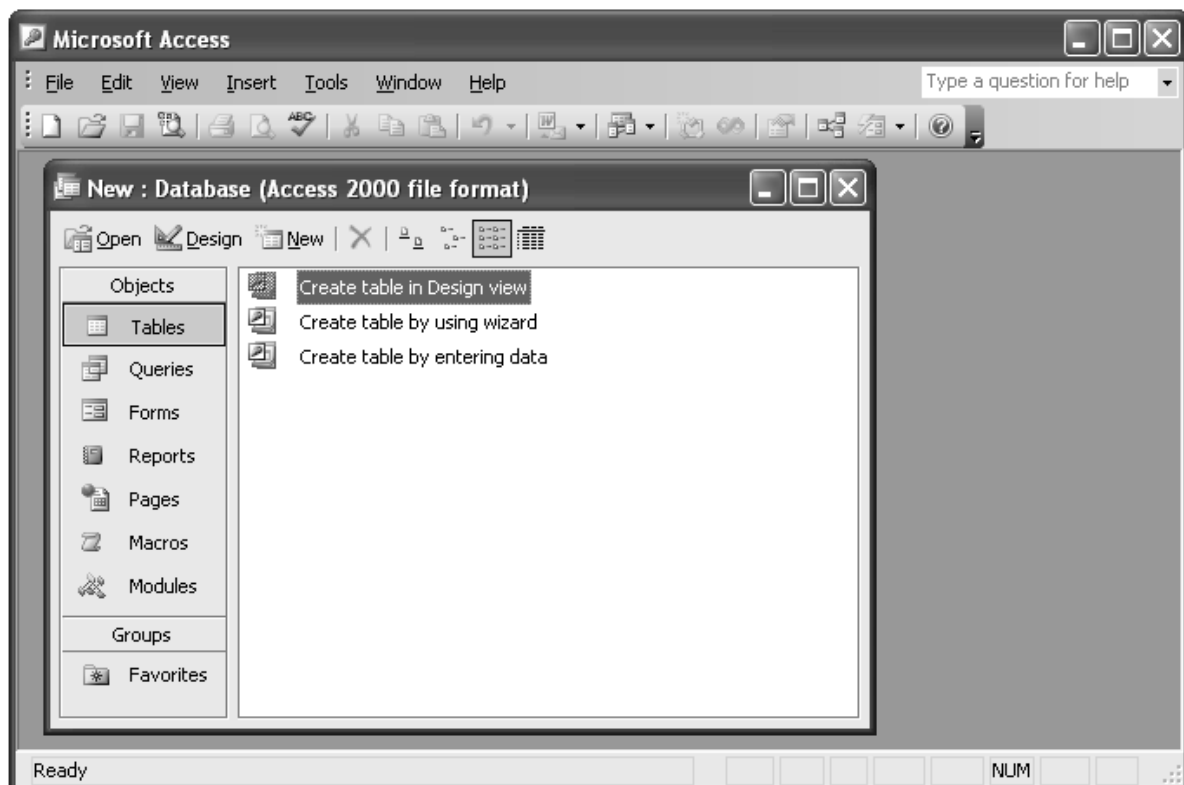 Microsoft Access
File Edit View Insert Tools Window Help Type a question for help
ABC W
New : Database (Access 2000 file format)
Open Design New
Objects
Tables
Queries
Forms
Reports
Pages
Macros
Modules
Groups
Favorites
Create table in Design view
Create table by using wizard
Create table by entering data
Ready NUM